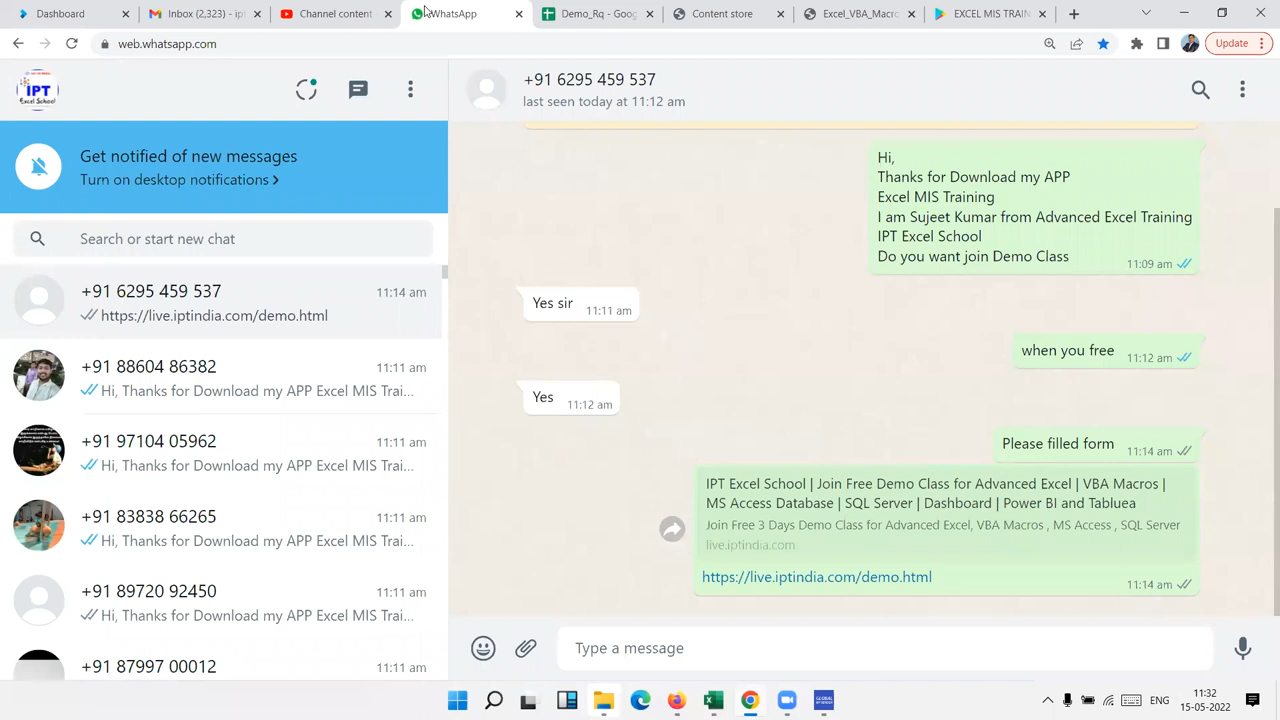 Dashboard
Inbox (2,323) - ipt
Channel content
WhatsApp
Demo_Rq - Goog
Content store
Excel_VBA_Macro
EXCEL MIS TRAIN
web.whatsapp.com
Update
IPT
Excel School
Get notified of new messages
Turn on desktop notifications
Search or start new chat
+91 6295 459 537
11:14 am
https://live.iptindia.com/demo.html
+91 88604 86382
11:11 am
Hi, Thanks for Download my APP Excel MIS Trai...
+91 97104 05962
11:11 am
Hi, Thanks for Download my APP Excel MIS Trai...
+91 83838 66265
11:11 am
Hi, Thanks for Download my APP Excel MIS Trai...
+91 89720 92450
11:11 am
Hi, Thanks for Download my APP Excel MIS Trai...
+91 87997 00012
11:11 am
+91 6295 459 537
last seen today at 11:12 am
Hi,
Thanks for Download my APP
Excel MIS Training
I am Sujeet Kumar from Advanced Excel Training
IPT Excel School
Do you want join Demo Class
11:09 am
Yes sir
11:11 am
when you free
11:12 am
Yes
11:12 am
Please filled form
11:14 am
IPT Excel School | Join Free Demo Class for Advanced Excel | VBA Macros |
MS Access Database | SQL Server | Dashboard | Power BI and Tabluea
Join Free 3 Days Demo Class for Advanced Excel, VBA Macros , MS Access , SQL Server
live.iptindia.com
https://live.iptindia.com/demo.html
11:14 am
Type a message
ENG
11:32
15-05-2022